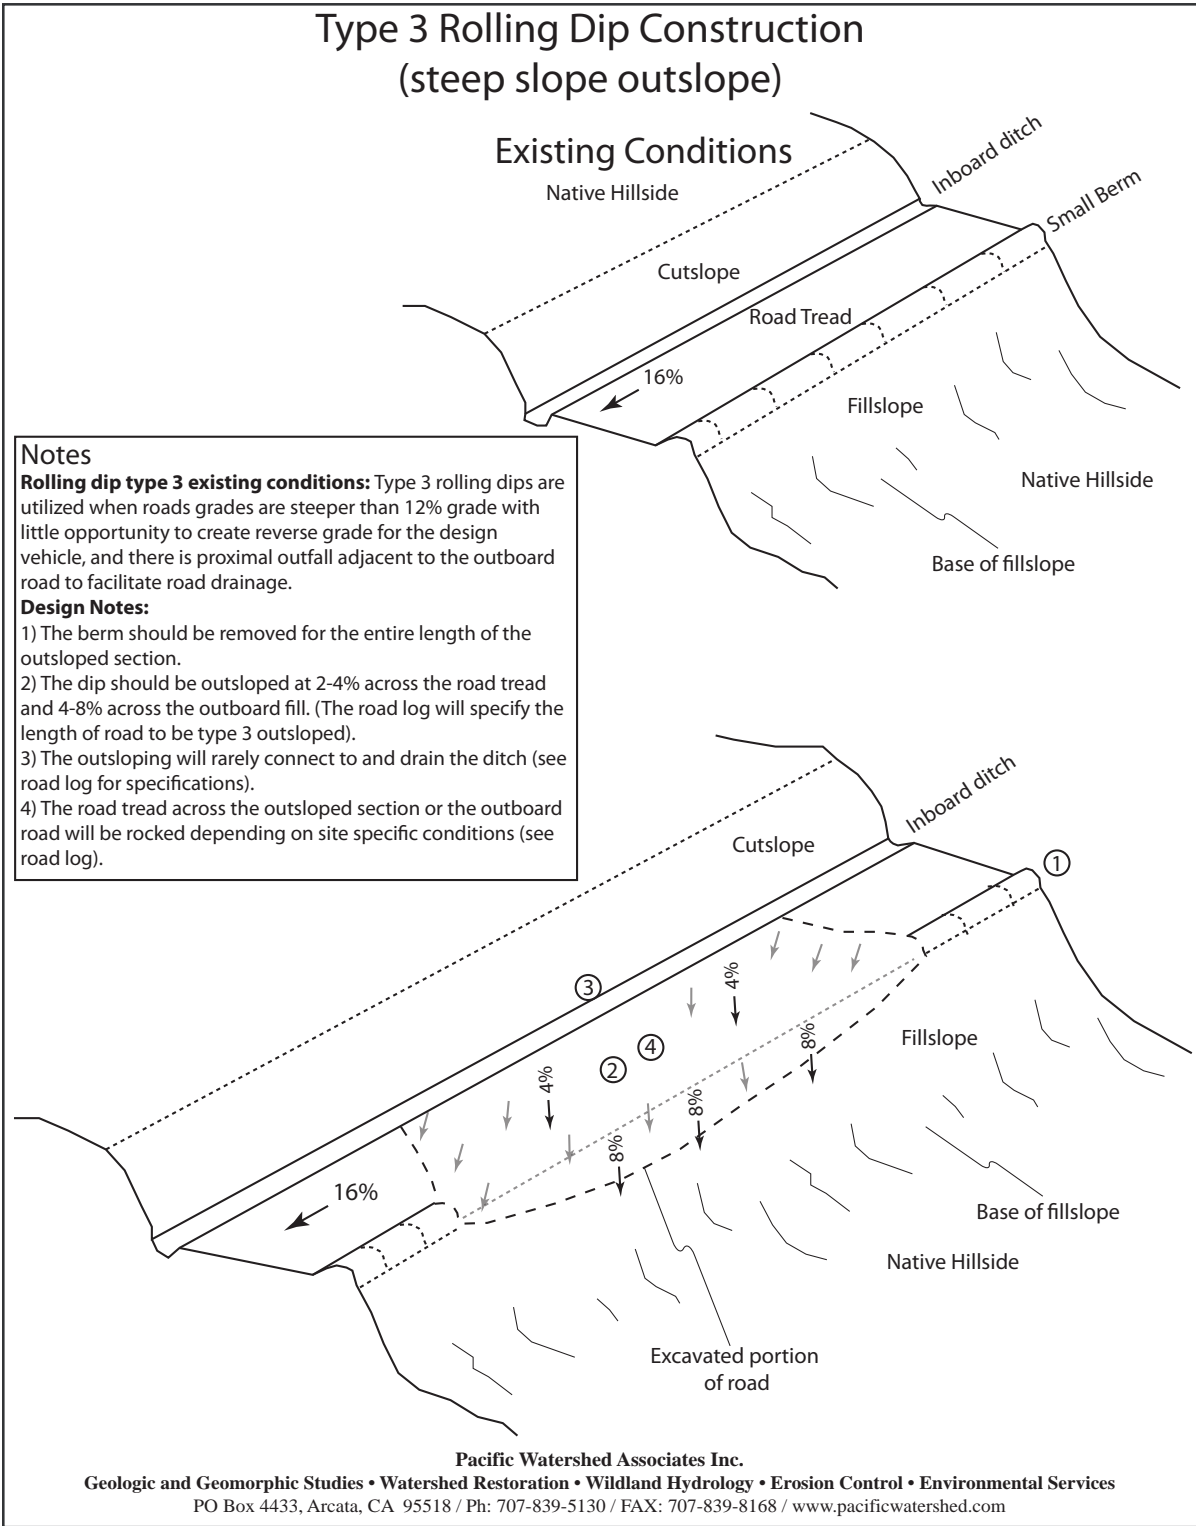 Type 3 Rolling Dip Construction
(steep slope outslope)
Existing Conditions
Native Hillside
Inboard ditch
Small Berm
Cutslope
Road Tread
16%
Fillslope
Native Hillside
Base of fillslope
Notes
Rolling dip type 3 existing conditions: Type 3 rolling dips are
utilized when roads grades are steeper than 12% grade with
little opportunity to create reverse grade for the design
vehicle, and there is proximal outfall adjacent to the outboard
road to facilitate road drainage.
Design Notes:
1) The berm should be removed for the entire length of the
outsloped section.
2) The dip should be outsloped at 2-4% across the road tread
and 4-8% across the outboard fill. (The road log will specify the
length of road to be type 3 outsloped).
3) The outsloping will rarely connect to and drain the ditch (see
road log for specifications).
4) The road tread across the outsloped section or the outboard
road will be rocked depending on site specific conditions (see
road log).
Inboard ditch
Cutslope
1
3
4%
4
2
8%
Fillslope
4%
8%
8%
16%
Base of fillslope
Native Hillside
Excavated portion
of road
Pacific Watershed Associates Inc.
Geologic and Geomorphic Studies • Watershed Restoration • Wildland Hydrology • Erosion Control • Environmental Services
PO Box 4433, Arcata, CA 95518 / Ph: 707-839-5130 / FAX: 707-839-8168 / www.pacificwatershed.com